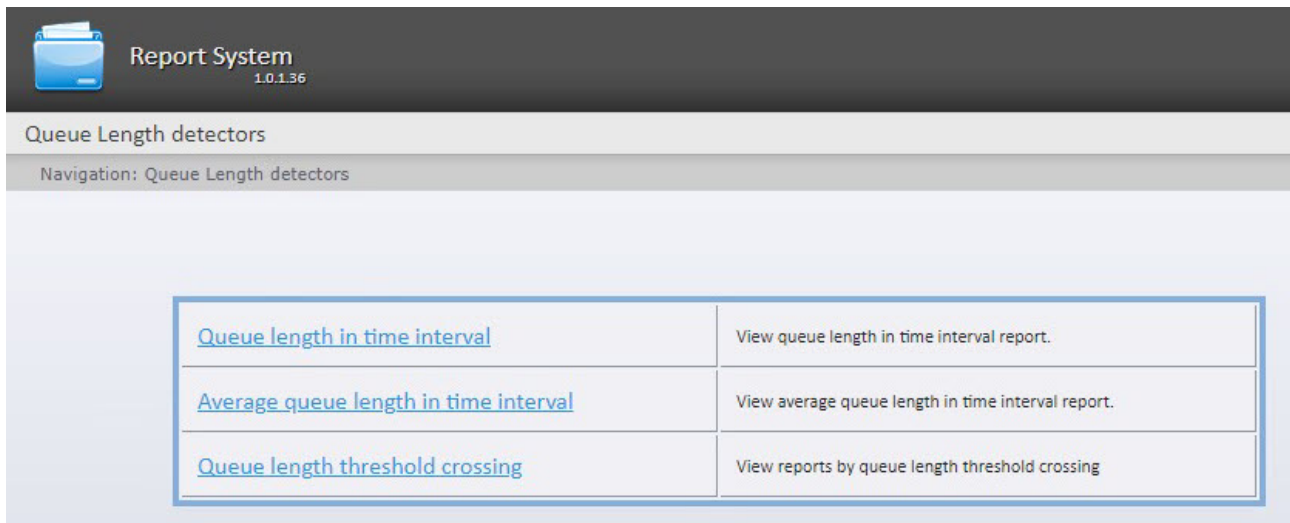 Report System
1.0.1.36
Queue Length detectors
Navigation: Queue Length detectors
Queue length in time interval
View queue length in time interval report.
Average queue length in time interval
View average queue length in time interval report.
Queue length threshold crossing
View reports by queue length threshold crossing